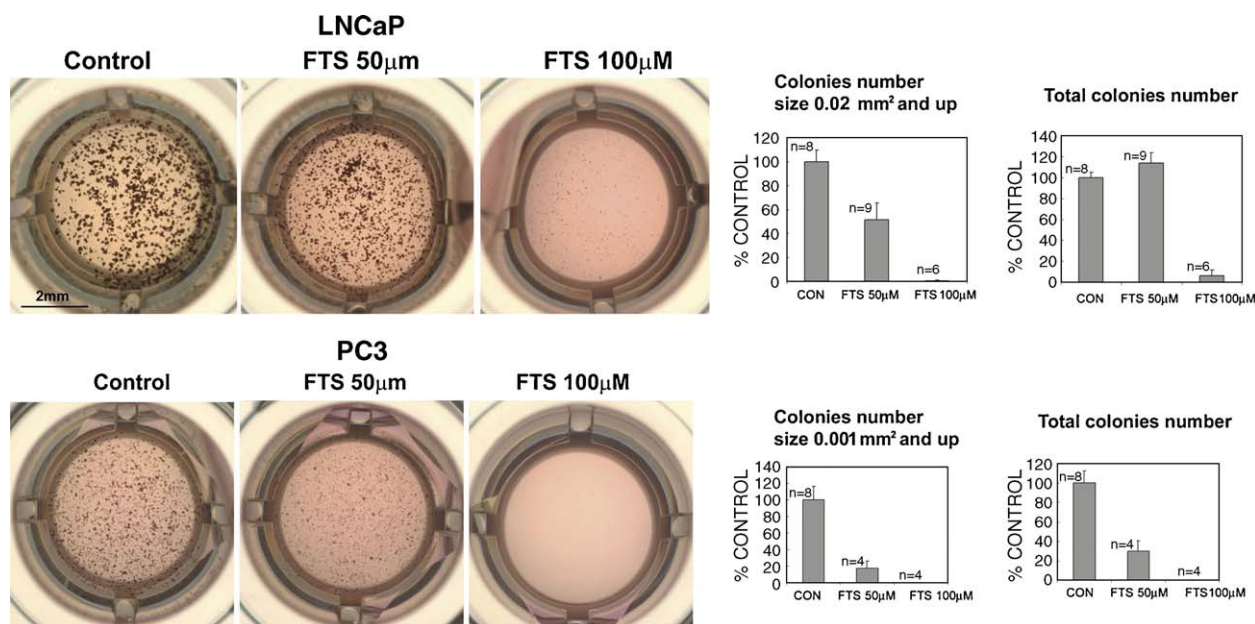 LNCaP
Control
FTS 50μm
FTS 100μM
2mm
Colonies number
size 0.02 mm² and up
% CONTROL
120
100
80
60
40
20
0
n=8
n=9
n=6
CON
FTS 50μM
FTS 100μM
Total colonies number
% CONTROL
140
120
100
80
60
40
20
0
n=8
n=9
n=6
CON
FTS 50μM
FTS100μM
PC3
Control
FTS 50μm
FTS 100μM
Colonies number
size 0.001 mm² and up
% CONTROL
140
120
100
80
60
40
20
0
n=8
n=4
n=4
CON
FTS 50μM
FTS 100μM
Total colonies number
% CONTROL
120
100
80
60
40
20
0
n=8
n=4
n=4
CON
FTS 50μM
FTS100μM